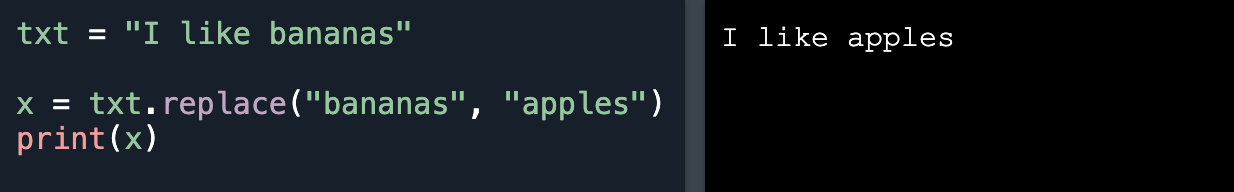 txt = "I like bananas"
x = txt.replace("bananas", "apples")
print(x)
I like apples